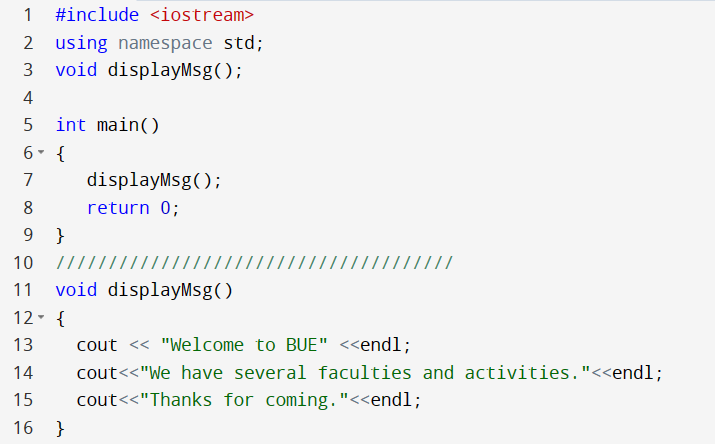 1 #include <iostream>
2 using namespace std;
3 void displayMsg();
4
5 int main()
6 {
7 displayMsg();
8 return 0;
9 }
10 //////////////////////////////////////
11 void displayMsg()
12 {
13 cout << "Welcome to BUE" <<endl;
14 cout<<"We have several faculties and activities."<<endl;
15 cout<<"Thanks for coming."<<endl;
16 }